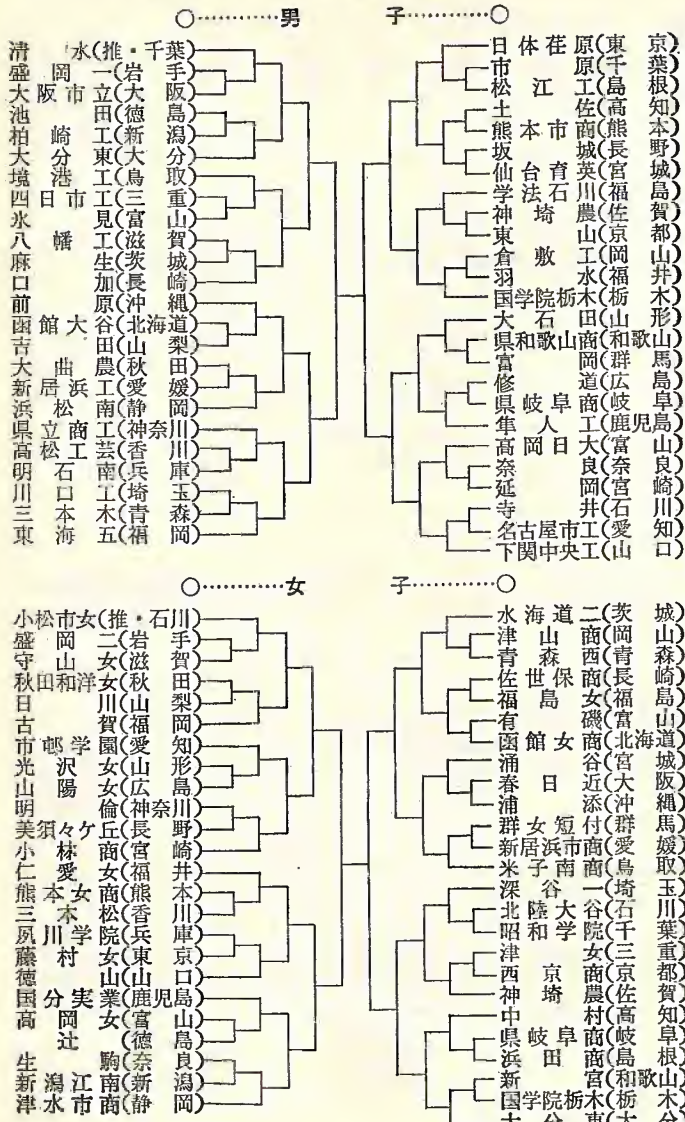 ○…………男　子…………○
清水(推・千葉)
盛岡一(岩手)
大阪市立(大阪)
池田(徳島)
柏崎工(新潟)
大分東(大分)
境港工(鳥取)
四日市工(三重)
氷見(富山)
八幡工(滋賀)
麻生(茨城)
口加(長崎)
前原(沖縄)
函館大谷(北海道)
吉田(山梨)
大曲農(秋田)
新居浜工(愛媛)
浜松南(静岡)
県立商工(神奈川)
高松工芸(香川)
明石南(兵庫)
川口工(埼玉)
三本木(青森)
東海五(福岡)
日体荏原(東京)
市原(千葉)
松江工(島根)
土佐(高知)
熊本市商(熊本)
坂城(長野)
仙台育英(宮城)
学法石川(福島)
神埼農(佐賀)
東山(京都)
倉敷工(岡山)
羽水(福井)
国学院栃木(栃木)
大石田(山形)
県和歌山商(和歌山)
富岡(群馬)
修道(広島)
県岐阜商(岐阜)
隼人工(鹿児島)
高岡日大(富山)
奈良(奈良)
延岡(宮崎)
寺井(石川)
名古屋市工(愛知)
下関中央工(山口)
○…………女　子…………○
小松市女(推・石川)
盛岡二(岩手)
守山女(滋賀)
秋田和洋女(秋田)
日川(山梨)
古賀(福岡)
市邨学園(愛知)
光沢女(山形)
山陽女(広島)
明倫(神奈川)
美須々ケ丘(長野)
小林商(宮崎)
仁愛女(福井)
熊本女商(熊本)
三本松(香川)
夙川学院(兵庫)
藤村女(東京)
徳山(山口)
国分実業(鹿児島)
高岡女(富山)
辻(徳島)
生駒(奈良)
新潟江南(新潟)
清水市商(静岡)
水海道二(茨城)
津山商(岡山)
青森西(青森)
佐世保商(長崎)
福島女(福島)
有磯(富山)
函館女商(北海道)
涌谷(宮城)
春日近(大阪)
浦添(沖縄)
群女短付(群馬)
新居浜市商(愛媛)
米子南商(鳥取)
深谷一(埼玉)
北陸大谷(石川)
昭和学院(千葉)
津女(三重)
西京商(京都)
神埼農(佐賀)
中村(高知)
県岐阜商(岐阜)
浜田商(島根)
新宮(和歌山)
国学院栃木(栃木)
大分東(大分)